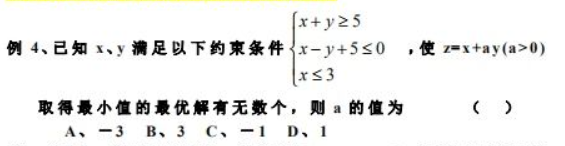 例 4、已知 x、y 满足以下约束条件 { x+y≥5
x−y+5≤0
x≤3 ,使 z=x+ay(a>0)
取得最小值的最优解有无数个，则 a 的值为 （ ）
A、−3 B、3 C、−1 D、1